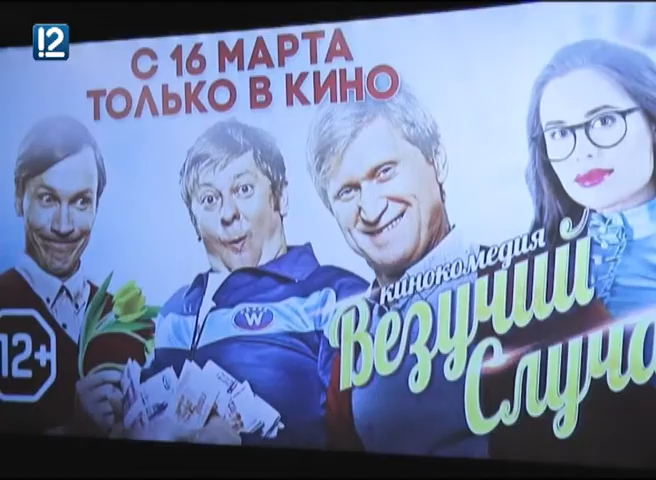 12
С 16 МАРТА
ТОЛЬКО В КИНО
кинокомедия
Везучий
Случа
W
12+